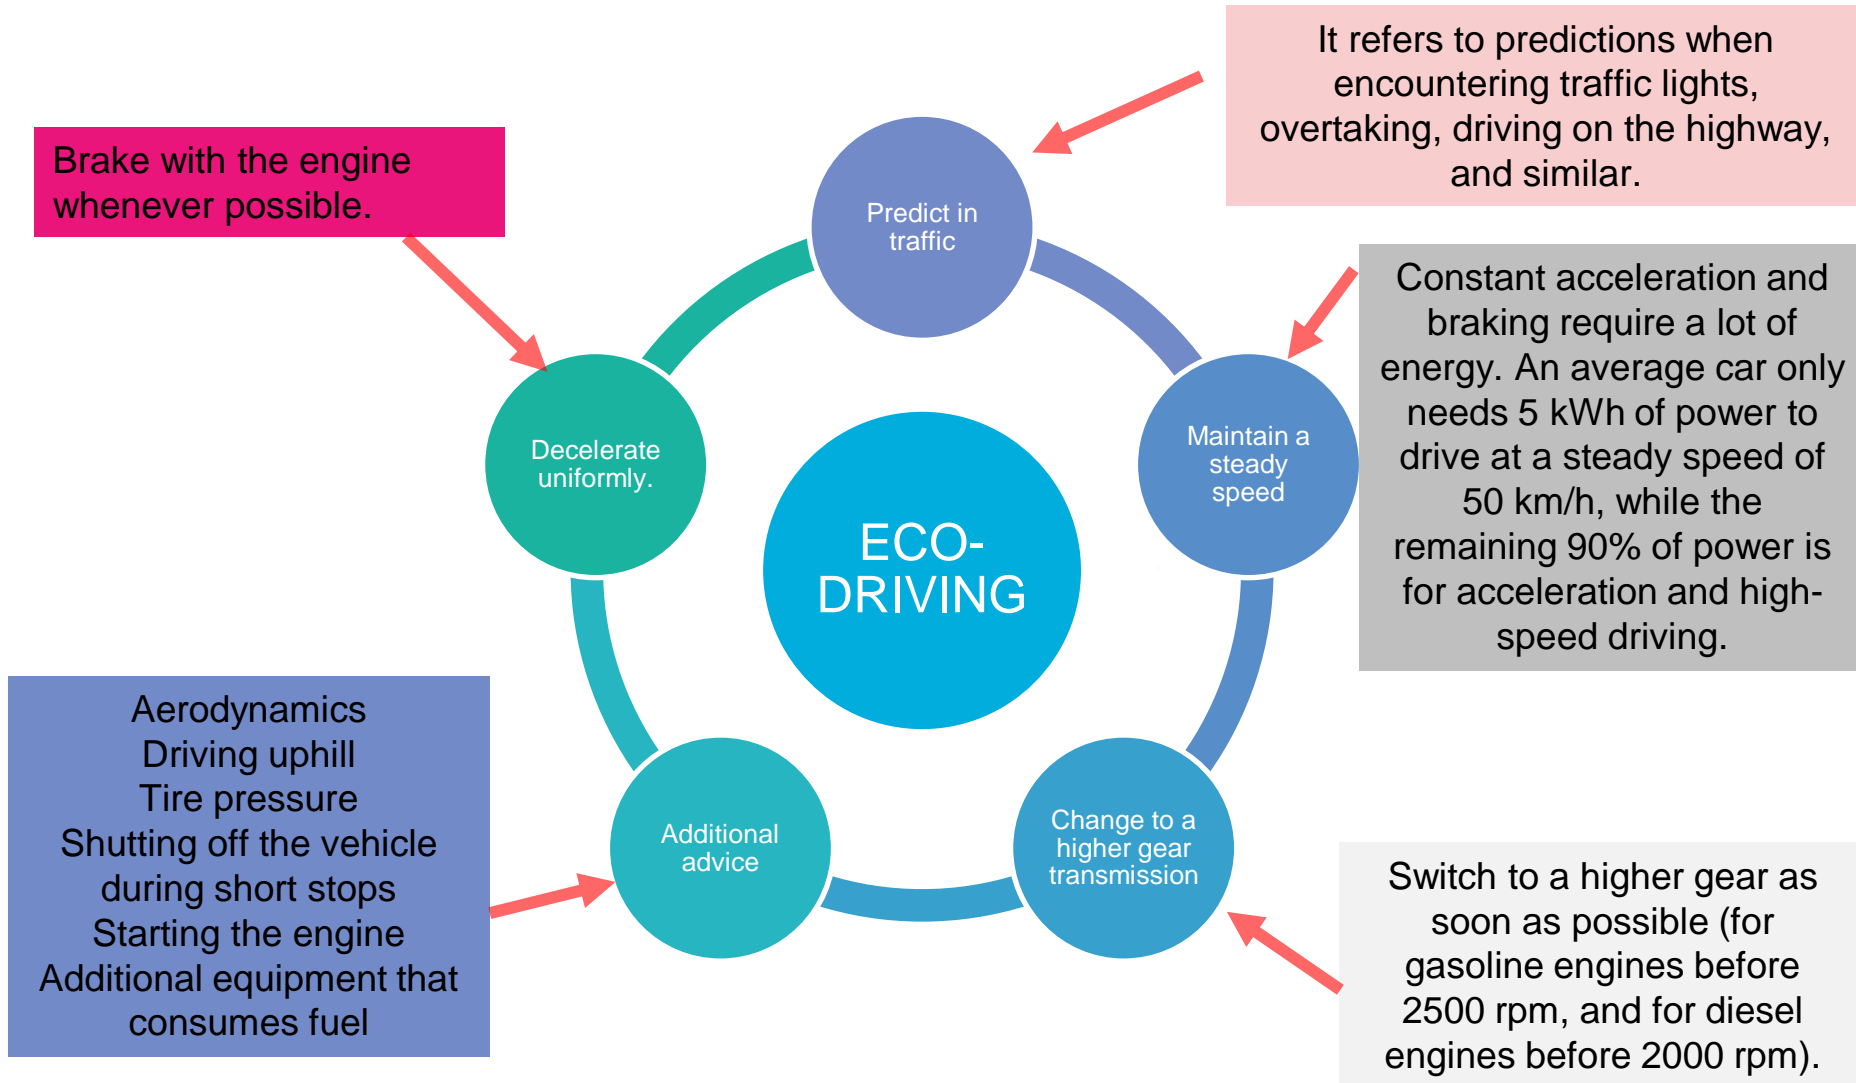 It refers to predictions when
encountering traffic lights,
overtaking, driving on the highway,
and similar.
Brake with the engine
whenever possible.
Predict in
traffic
Constant acceleration and
braking require a lot of
energy. An average car only
needs 5 kWh of power to
drive at a steady speed of
50 km/h, while the
remaining 90% of power is
for acceleration and high-
speed driving.
Maintain a
steady
speed
Decelerate
uniformly.
ECO-
DRIVING
Aerodynamics
Driving uphill
Tire pressure
Shutting off the vehicle
during short stops
Starting the engine
Additional equipment that
consumes fuel
Additional
advice
Change to a
higher gear
transmission
Switch to a higher gear as
soon as possible (for
gasoline engines before
2500 rpm, and for diesel
engines before 2000 rpm).